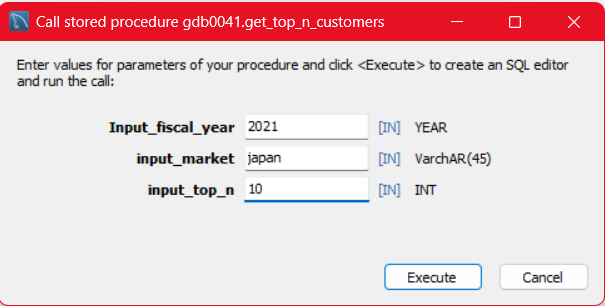 Call stored procedure gdb0041.get_top_n_customers
Enter values for parameters of your procedure and click <Execute> to create an SQL editor
and run the call:
Input_fiscal_year 2021 [IN] YEAR
input_market japan [IN] VarchAR(45)
input_top_n 10 [IN] INT
Execute Cancel